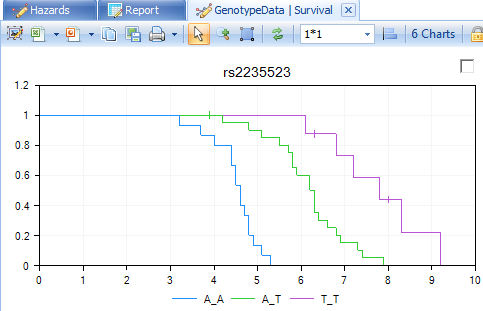 Hazards Report GenotypeData | Survival
1*1 6 Charts
rs2235523
1.2
1
0.8
0.6
0.4
0.2
0
0 1 2 3 4 5 6 7 8 9 10
A_A A_T T_T